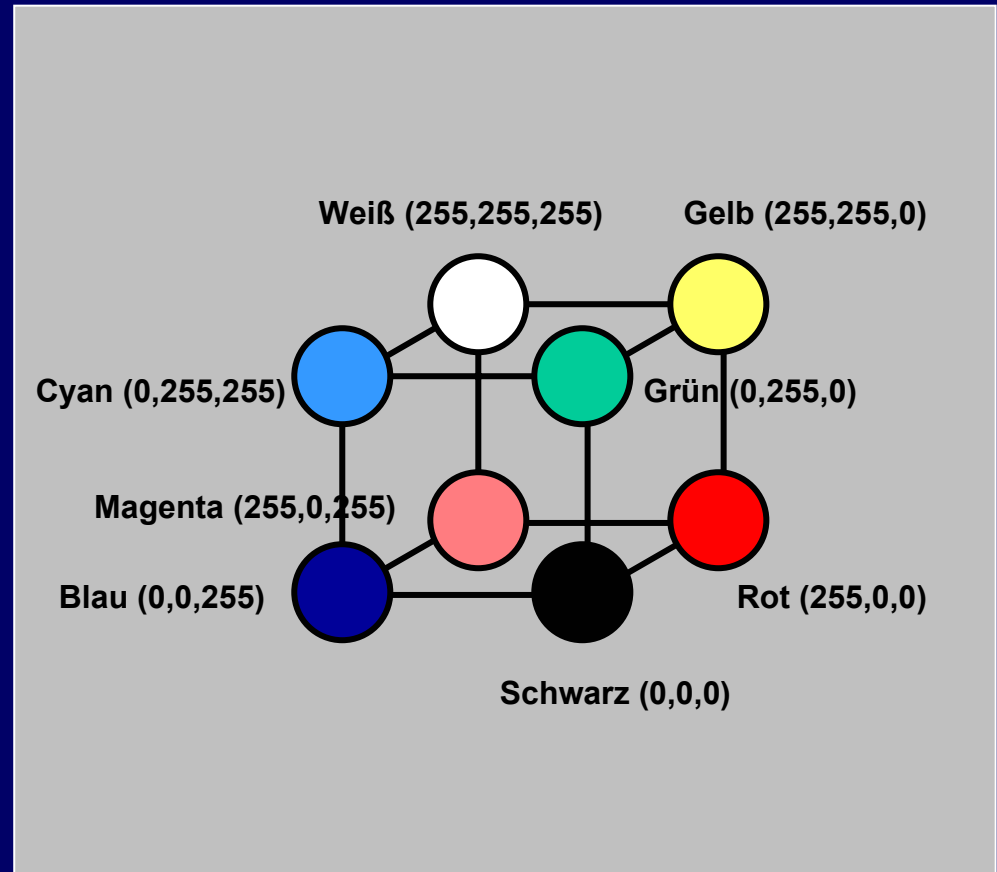 Weiß (255,255,255)
Gelb (255,255,0)
Cyan (0,255,255)
Grün (0,255,0)
Magenta (255,0,255)
Blau (0,0,255)
Rot (255,0,0)
Schwarz (0,0,0)